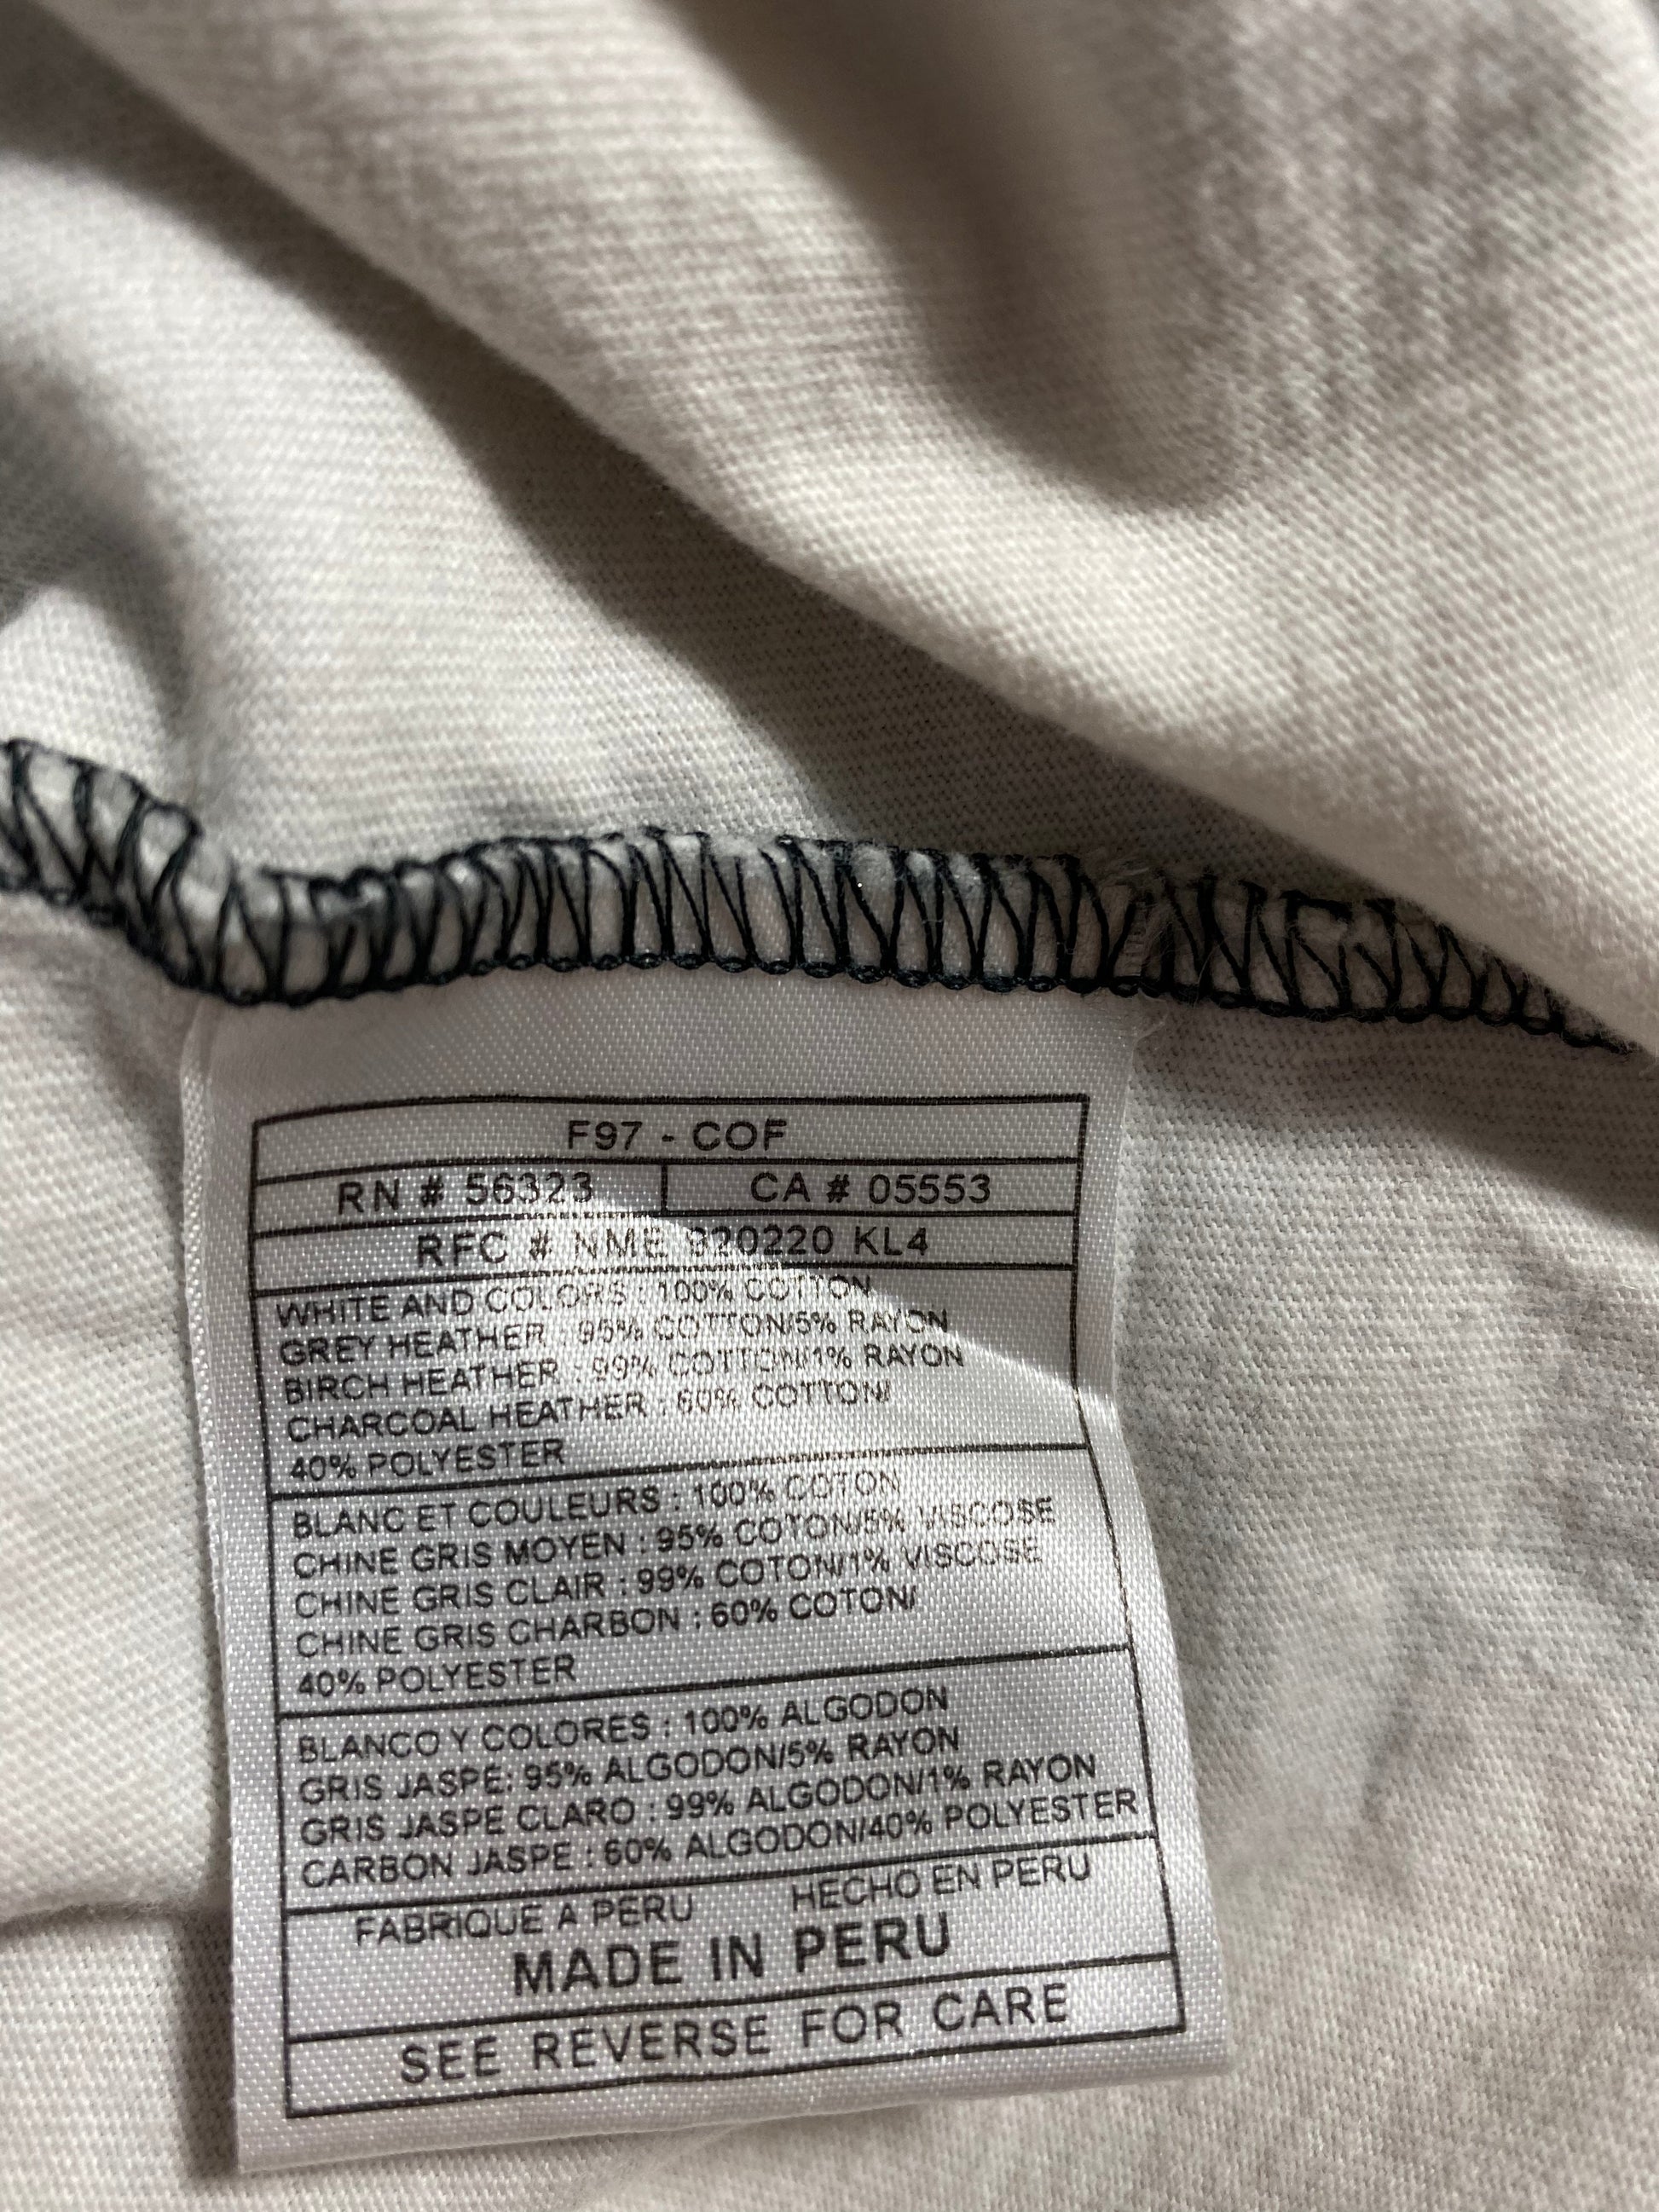 F97 - COF
RN # 56323 CA # 05553
RFC # NME 920220 KL4
WHITE AND COLORS : 100% COTTON
GREY HEATHER : 95% COTTON/5% RAYON
BIRCH HEATHER : 99% COTTON/1% RAYON
CHARCOAL HEATHER : 60% COTTON/
40% POLYESTER
BLANC ET COULEURS : 100% COTON
CHINE GRIS MOYEN : 95% COTON/5% VISCOSE
CHINE GRIS CLAIR : 99% COTON/1% VISCOSE
CHINE GRIS CHARBON : 60% COTON/
40% POLYESTER
BLANCO Y COLORES : 100% ALGODON
GRIS JASPE: 95% ALGODON/5% RAYON
GRIS JASPE CLARO : 99% ALGODON/1% RAYON
CARBON JASPE : 60% ALGODON/40% POLYESTER
FABRIQUE A PERU HECHO EN PERU
MADE IN PERU
SEE REVERSE FOR CARE